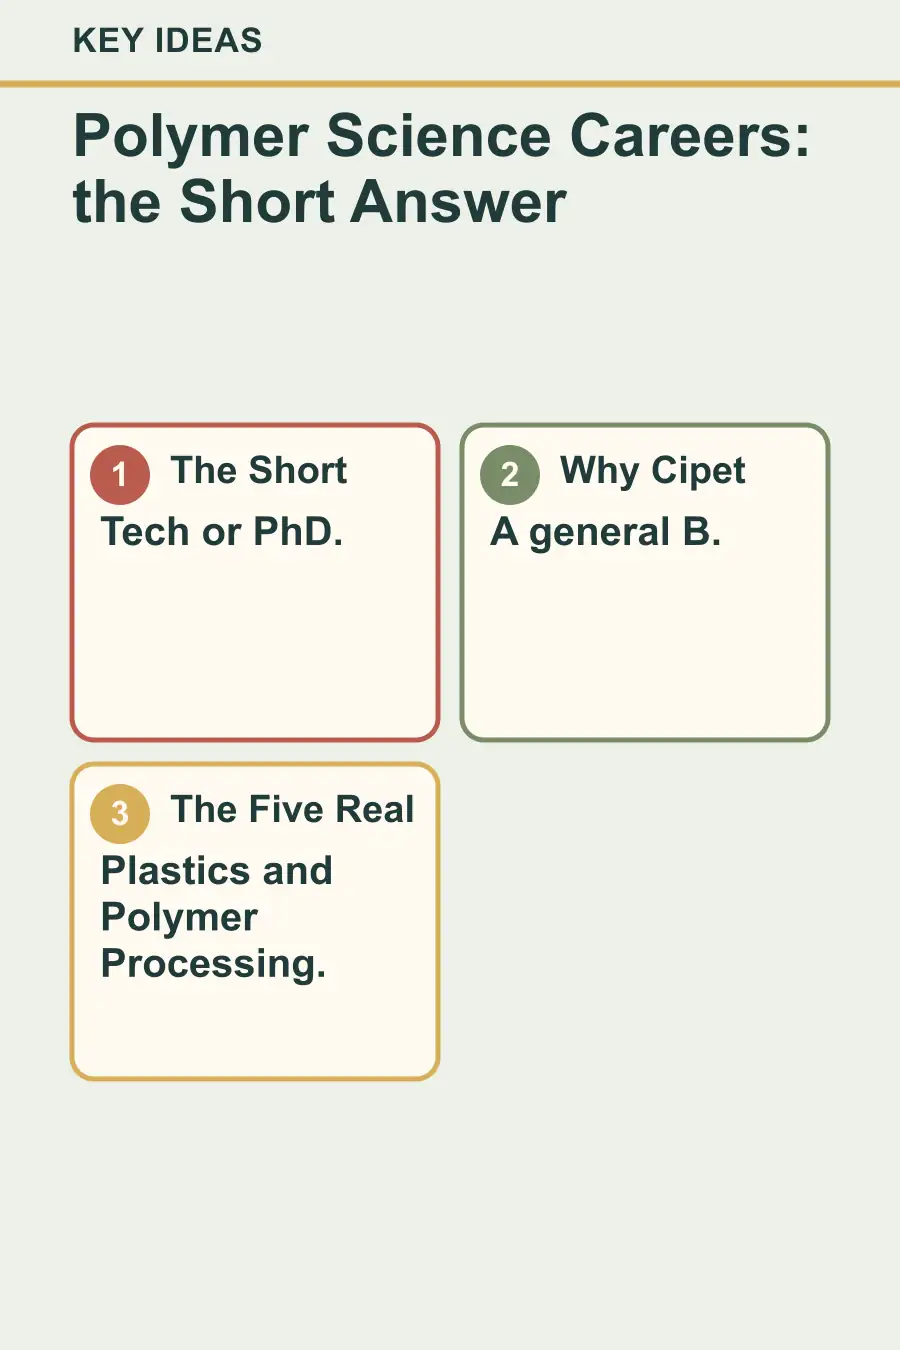 KEY IDEAS
Polymer Science Careers:
the Short Answer
1 The Short
Tech or PhD.
2 Why Cipet
A general B.
3 The Five Real
Plastics and
Polymer
Processing.